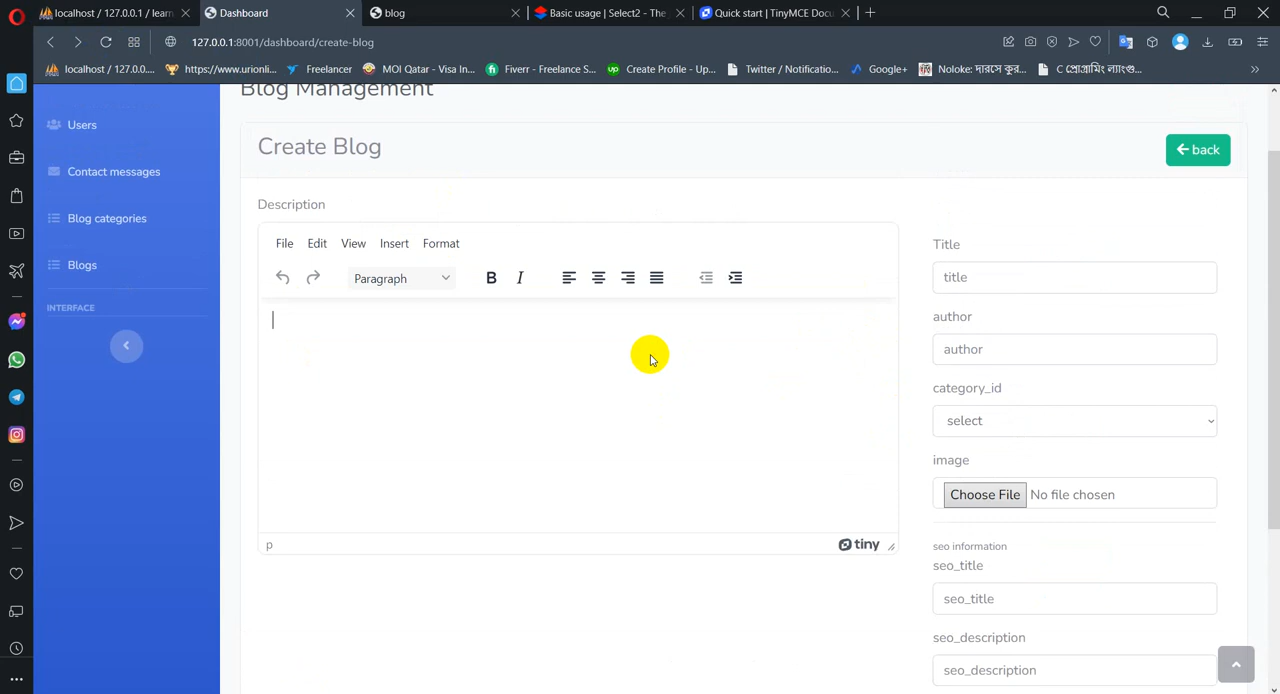 localhost / 127.0.0.1 / learn
Dashboard
blog
Basic usage | Select2 - The
Quick start | TinyMCE Docu
127.0.0.1:8001/dashboard/create-blog
localhost / 127.0.0....
https://www.urionli...
Freelancer
MOI Qatar - Visa In...
Fiverr - Freelance S...
Create Profile - Up...
Twitter / Notificatio...
Google+
Noloke: দারসে কুর...
C প্রোগ্রামিং ল্যাংগু...
Blog Management
Users
Contact messages
Blog categories
Blogs
INTERFACE
Create Blog
back
Description
File Edit View Insert Format
Paragraph
B I
p
tiny
Title
title
author
author
category_id
select
image
Choose File No file chosen
seo information
seo_title
seo_title
seo_description
seo_description